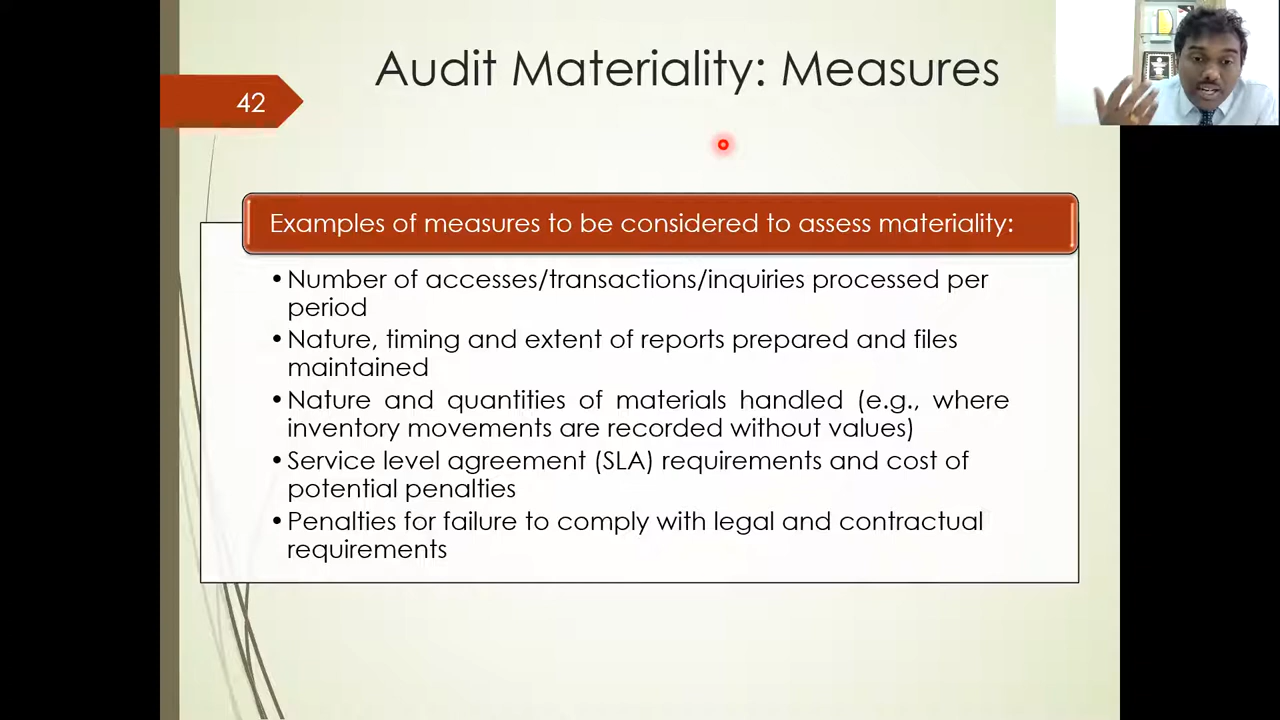 Audit Materiality: Measures
42
Examples of measures to be considered to assess materiality:
•Number of accesses/transactions/inquiries processed per
period
•Nature, timing and extent of reports prepared and files
maintained
•Nature and quantities of materials handled (e.g., where
inventory movements are recorded without values)
•Service level agreement (SLA) requirements and cost of
potential penalties
•Penalties for failure to comply with legal and contractual
requirements